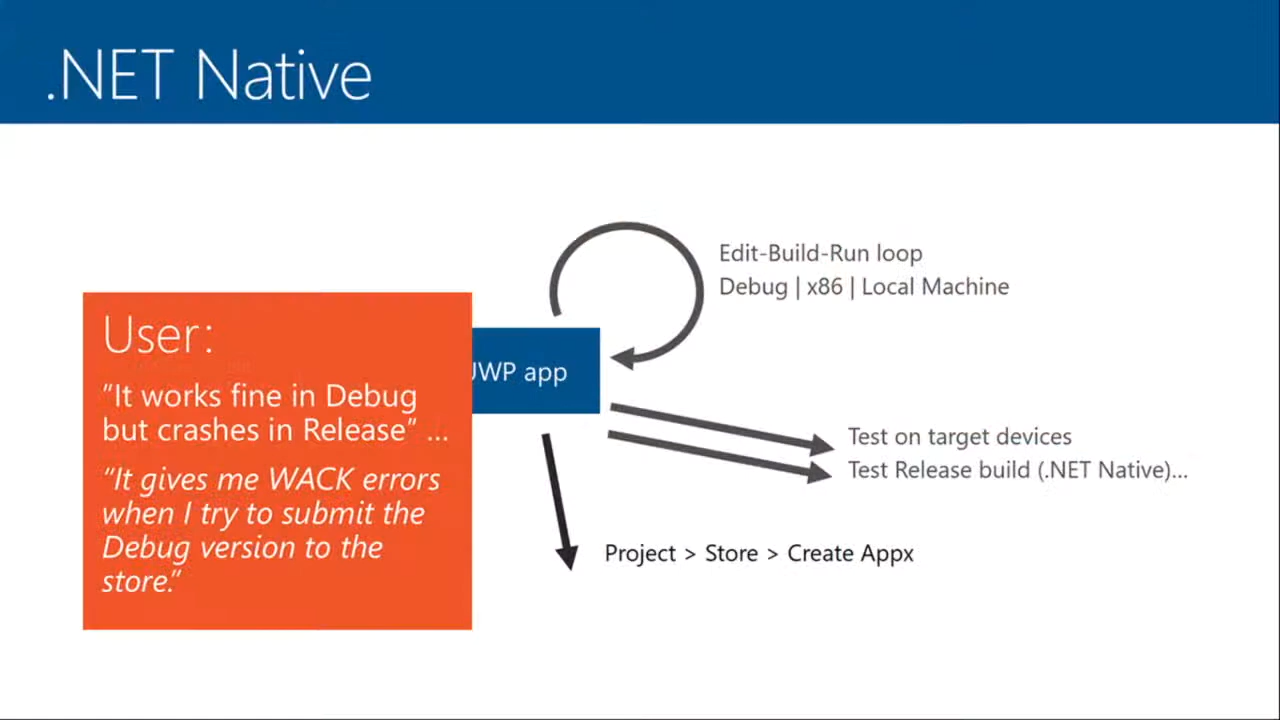 .NET Native
Edit-Build-Run loop
Debug | x86 | Local Machine
User:
"It works fine in Debug
but crashes in Release" ...
"It gives me WACK errors
when I try to submit the
Debug version to the
store."
UWP app
Test on target devices
Test Release build (.NET Native)...
Project > Store > Create Appx